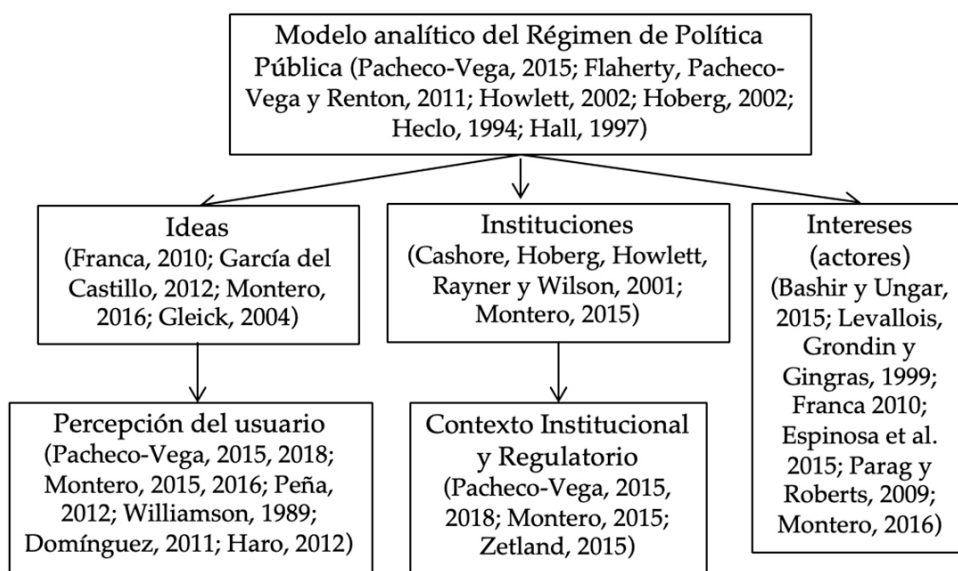 Modelo analítico del Régimen de Política
Pública (Pacheco-Vega, 2015; Flaherty, Pacheco-
Vega y Renton, 2011; Howlett, 2002; Hoberg, 2002;
Heclo, 1994; Hall, 1997)
Ideas
(Franca, 2010; García del
Castillo, 2012; Montero,
2016; Gleick, 2004)
Instituciones
(Cashore, Hoberg, Howlett,
Rayner y Wilson, 2001;
Montero, 2015)
Intereses
(actores)
(Bashir y Ungar,
2015; Levallois,
Grondin y
Gingras, 1999;
Franca 2010;
Espinosa et al.
2015; Parag y
Roberts, 2009;
Montero, 2016)
Percepción del usuario
(Pacheco-Vega, 2015, 2018;
Montero, 2015, 2016; Peña,
2012; Williamson, 1989;
Domínguez, 2011; Haro, 2012)
Contexto Institucional
y Regulatorio
(Pacheco-Vega, 2015,
2018; Montero, 2015;
Zetland, 2015)